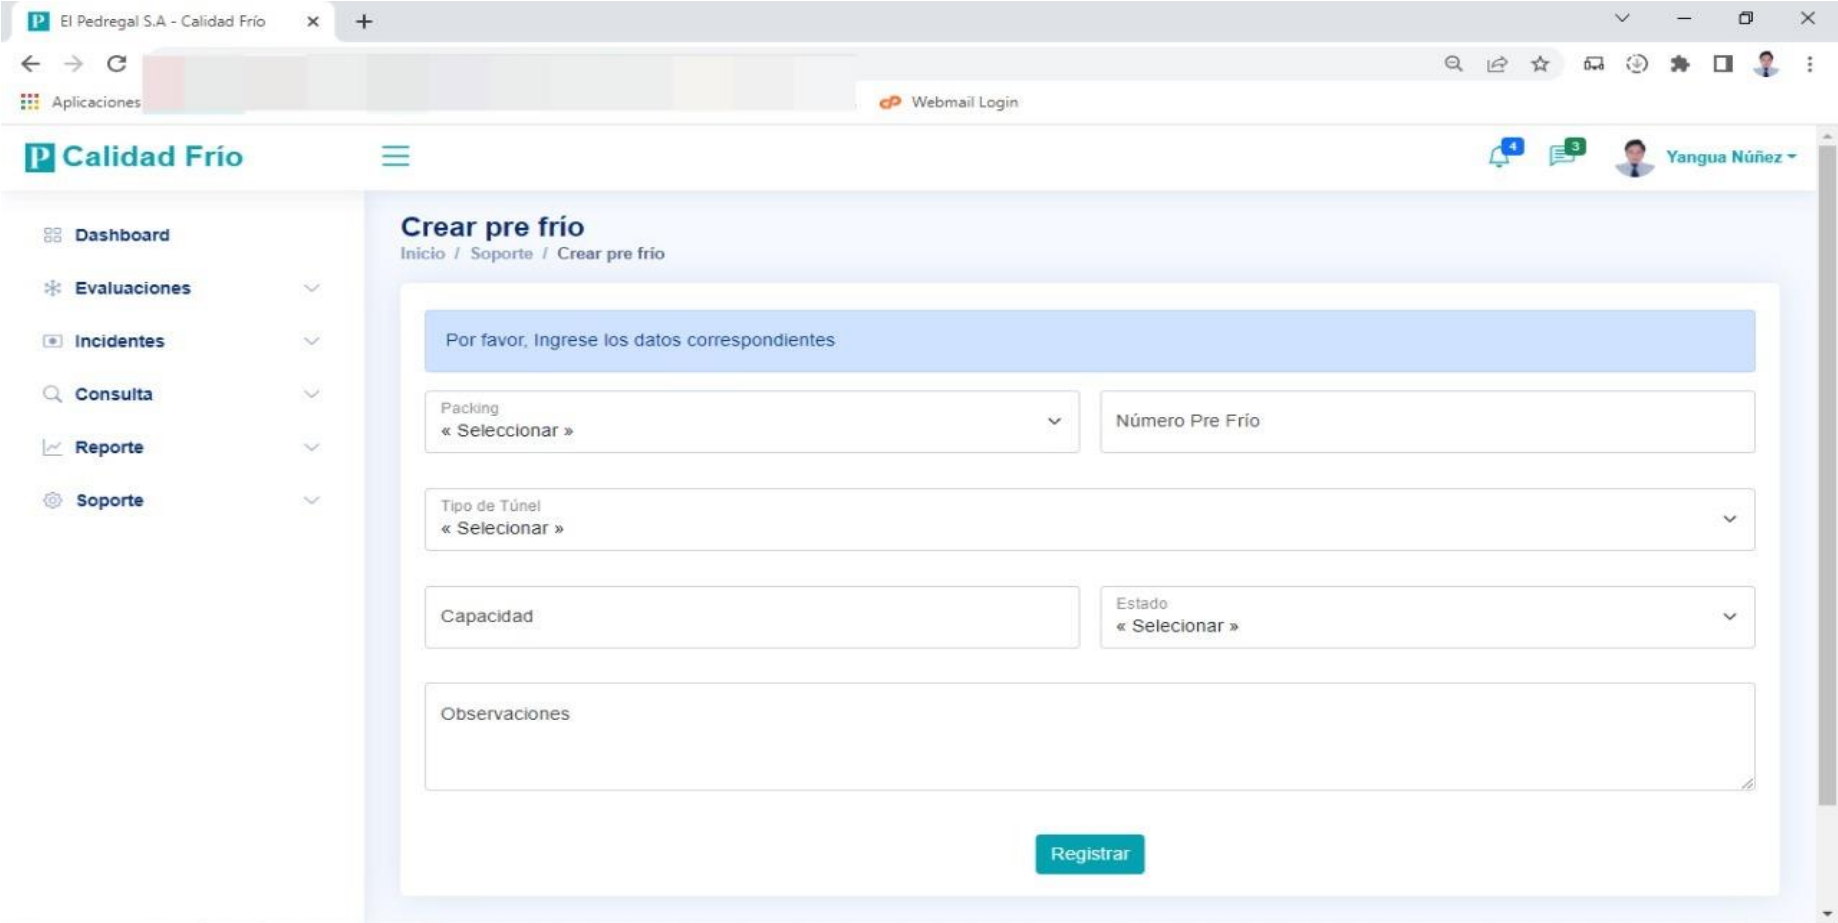 El Pedregal S.A - Calidad Frío
Aplicaciones
Webmail Login
P Calidad Frío
4
3
Yangua Núñez
Dashboard
Evaluaciones
Incidentes
Consulta
Reporte
Soporte
Crear pre frío
Inicio / Soporte / Crear pre frio
Por favor, Ingrese los datos correspondientes
Packing
« Seleccionar »
Número Pre Frío
Tipo de Túnel
« Selecionar »
Capacidad
Estado
« Selecionar »
Observaciones
Registrar